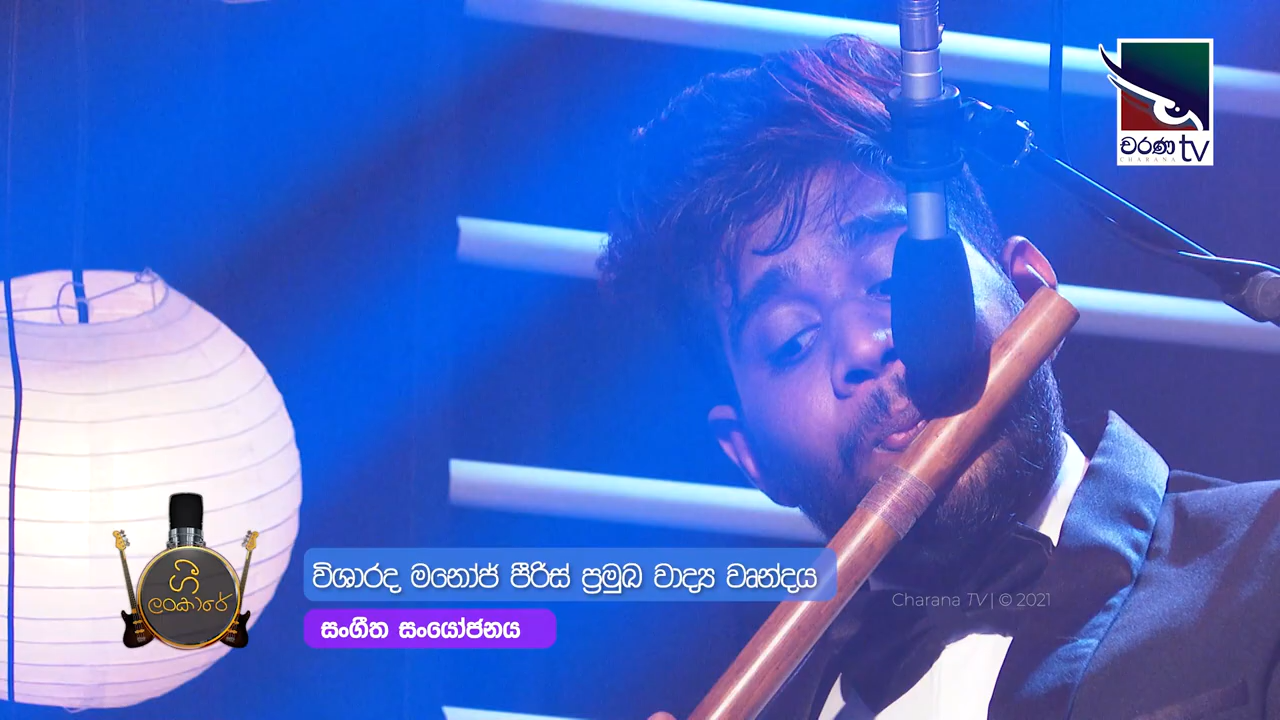 චරණ tv
CHARANA
ගී
ලංකාරේ
විශාරද මනෝජ් පීරිස් ප්‍රමුඛ වාද්‍ය වෘන්දය
සංගීත සංයෝජනය
Charana TV | © 2021